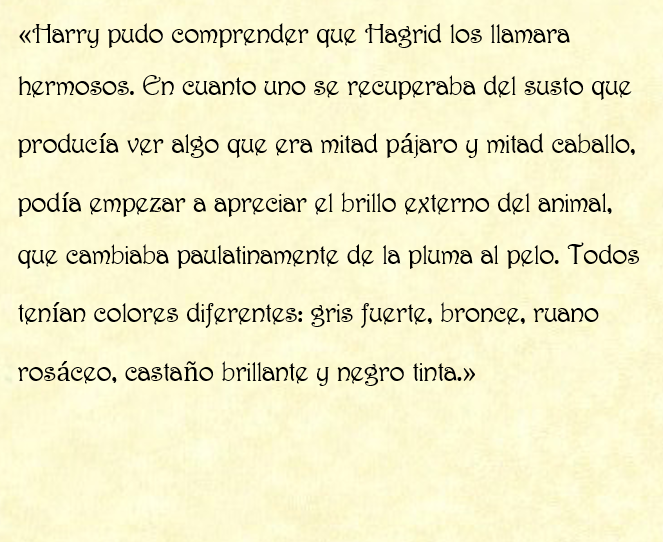 «Harry pudo comprender que Hagrid los llamara
hermosos. En cuanto uno se recuperaba del susto que
producía ver algo que era mitad pájaro y mitad caballo,
podía empezar a apreciar el brillo externo del animal,
que cambiaba paulatinamente de la pluma al pelo. Todos
tenían colores diferentes: gris fuerte, bronce, ruano
rosáceo, castaño brillante y negro tinta.»